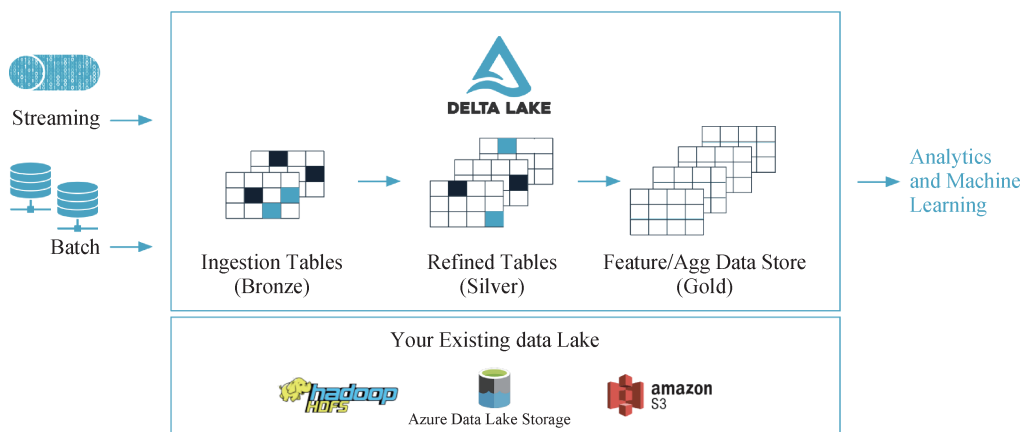 DELTA LAKE
Streaming
Batch
Ingestion Tables
(Bronze)
Refined Tables
(Silver)
Feature/Agg Data Store
(Gold)
Analytics
and Machine
Learning
Your Existing data Lake
hadoop
HDFS
Azure Data Lake Storage
amazon
S3